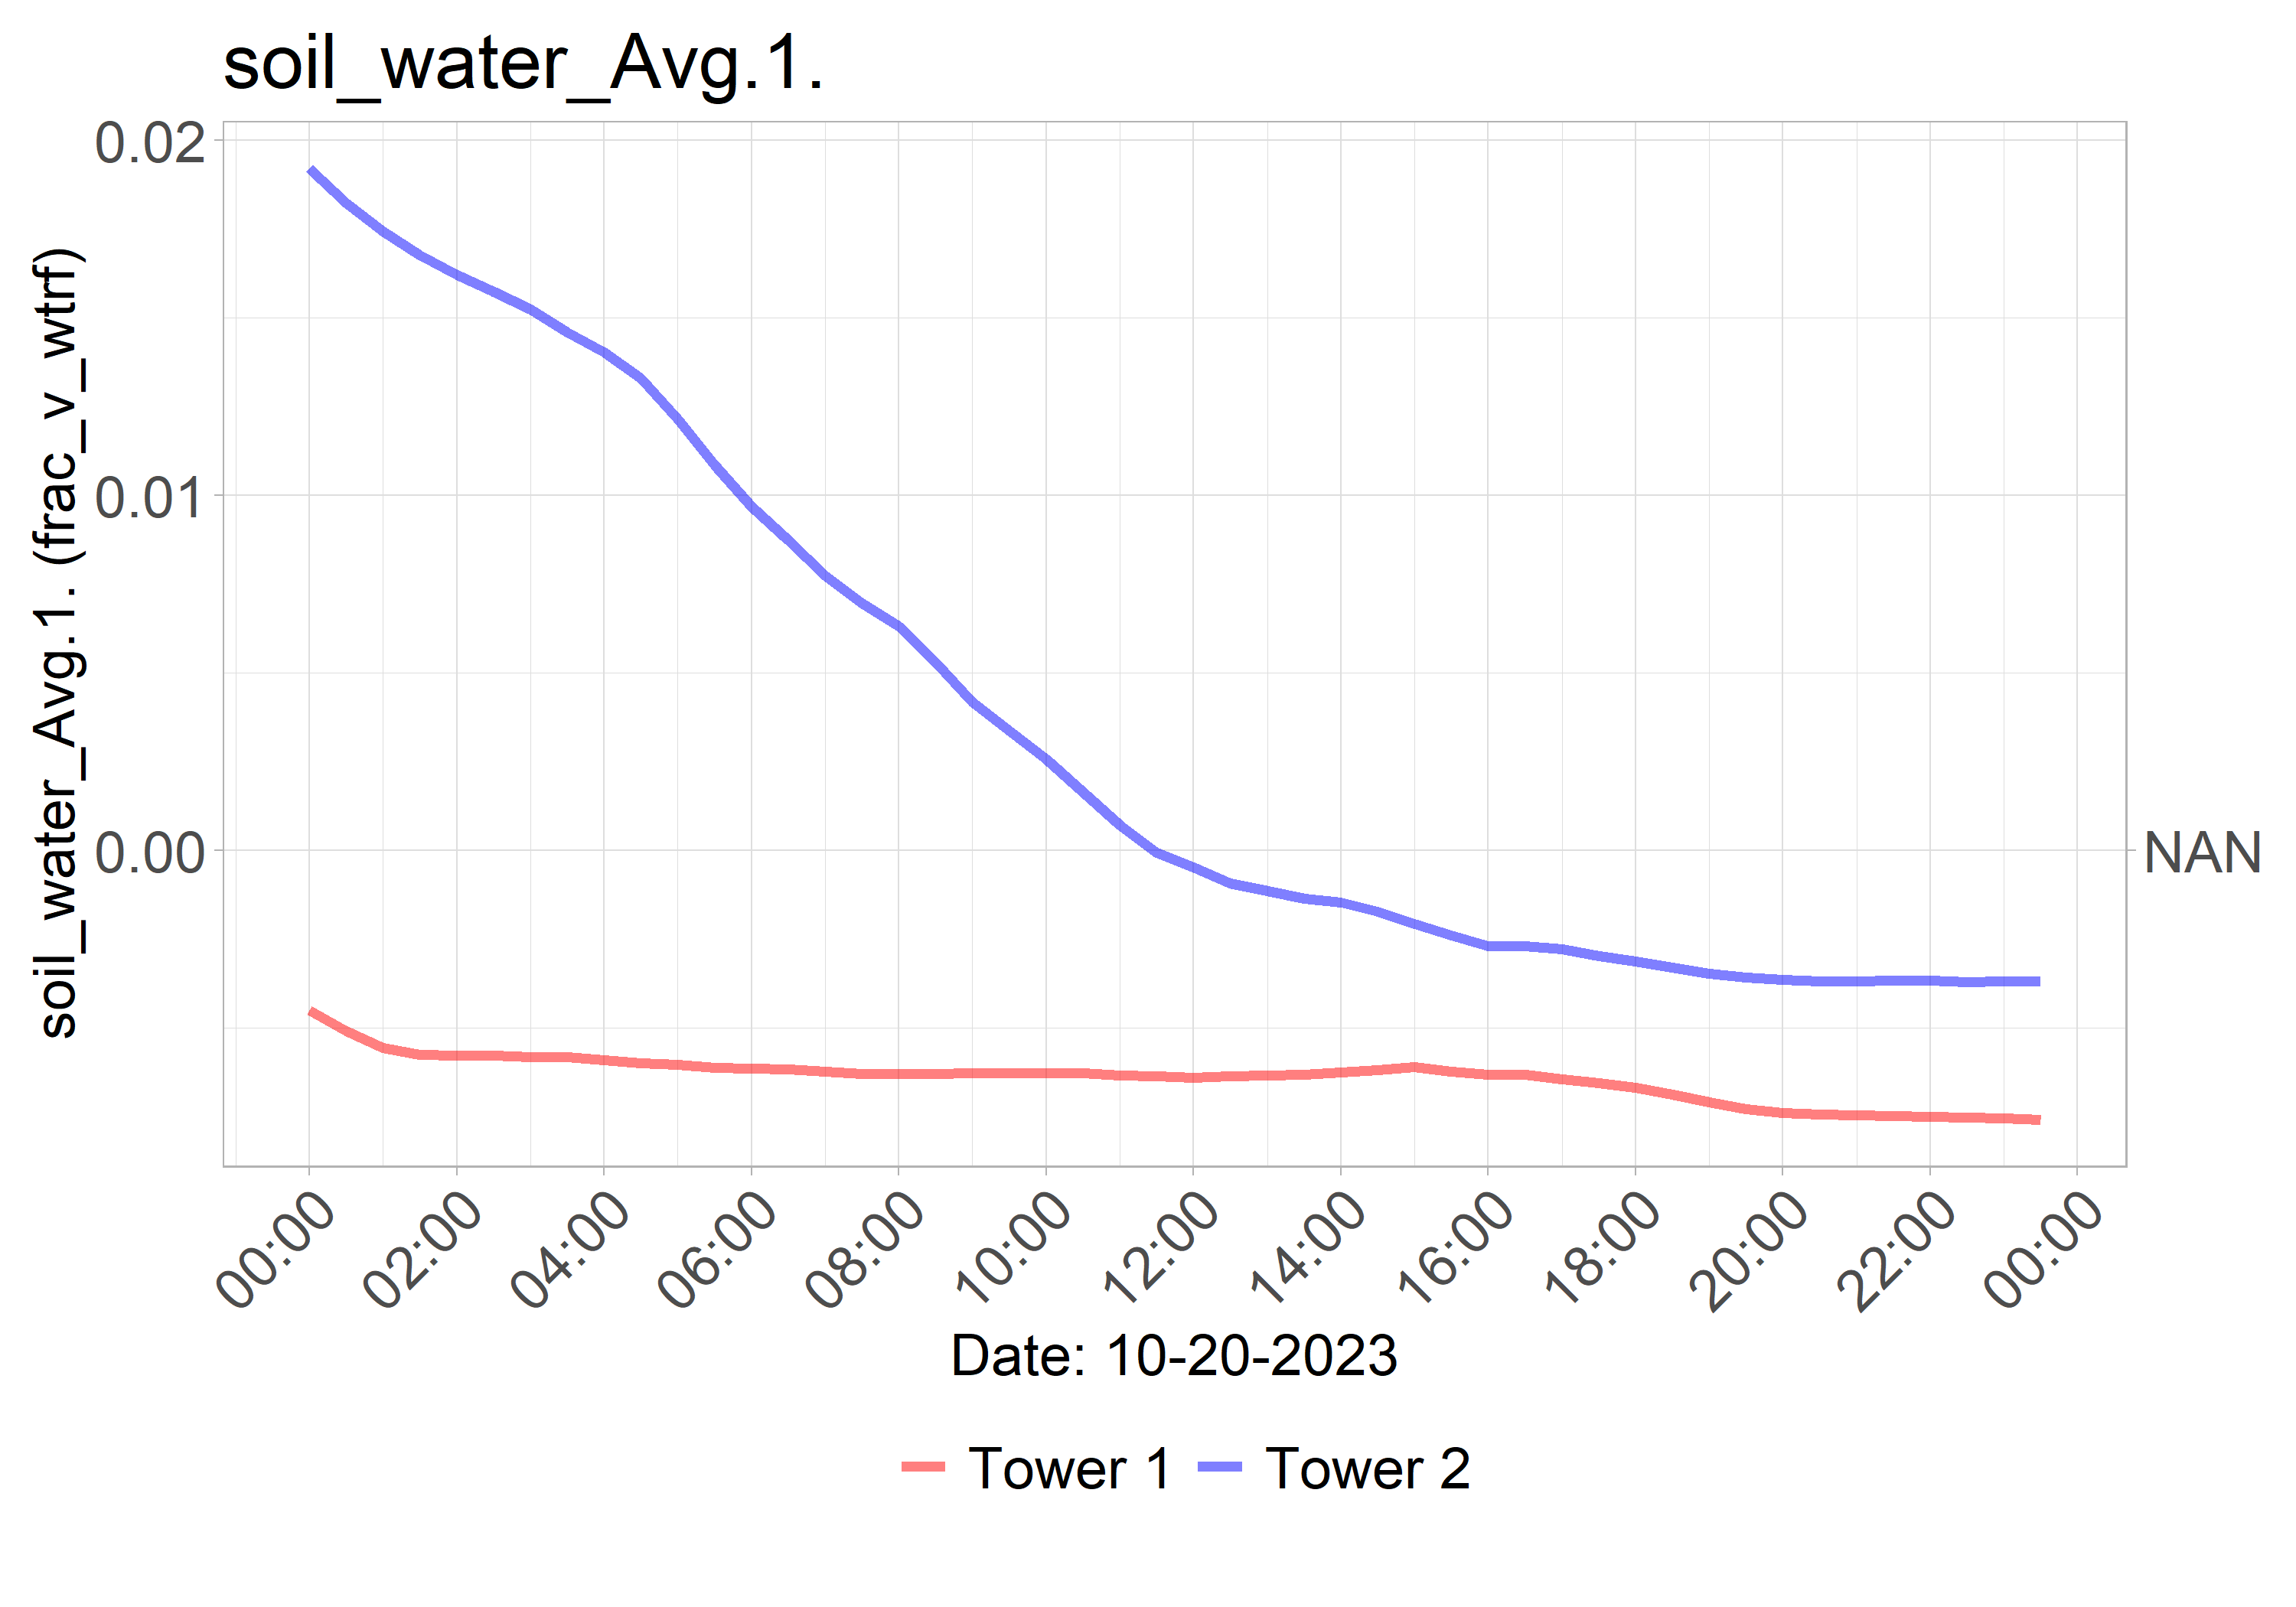 soil_water_Avg.1.
soil_water_Avg.1. (frac_v_wtrf)
0.02
0.01
0.00
NAN
00:00
02:00
04:00
06:00
08:00
10:00
12:00
14:00
16:00
18:00
20:00
22:00
00:00
Date: 10-20-2023
Tower 1
Tower 2